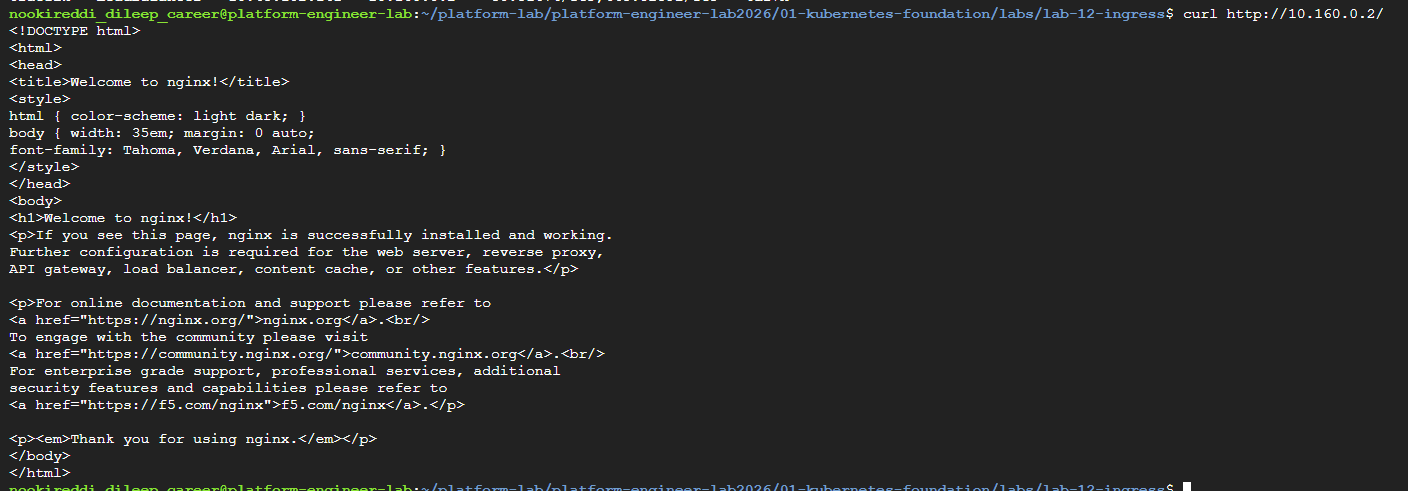 nookireddi_dileep_career@platform-engineer-lab:~/platform-lab/platform-engineer-lab2026/01-kubernetes-foundation/labs/lab-12-ingress$ curl http://10.160.0.2/
<!DOCTYPE html>
<html>
<head>
<title>Welcome to nginx!</title>
<style>
html { color-scheme: light dark; }
body { width: 35em; margin: 0 auto;
font-family: Tahoma, Verdana, Arial, sans-serif; }
</style>
</head>
<body>
<h1>Welcome to nginx!</h1>
<p>If you see this page, nginx is successfully installed and working.
Further configuration is required for the web server, reverse proxy,
API gateway, load balancer, content cache, or other features.</p>

<p>For online documentation and support please refer to
<a href="https://nginx.org/">nginx.org</a>.<br/>
To engage with the community please visit
<a href="https://community.nginx.org/">community.nginx.org</a>.<br/>
For enterprise grade support, professional services, additional
security features and capabilities please refer to
<a href="https://f5.com/nginx">f5.com/nginx</a>.</p>

<p><em>Thank you for using nginx.</em></p>
</body>
</html>
nookireddi_dileep_career@platform-engineer-lab:~/platform-lab/platform-engineer-lab2026/01-kubernetes-foundation/labs/lab-12-ingress$